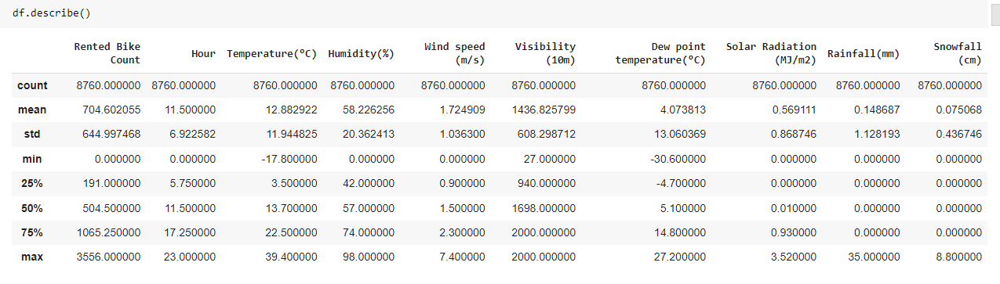 df.describe()
Rented Bike Count Hour Temperature(°C) Humidity(%) Wind speed (m/s) Visibility (10m) Dew point temperature(°C) Solar Radiation (MJ/m2) Rainfall(mm) Snowfall (cm)
count 8760.000000 8760.000000 8760.000000 8760.000000 8760.000000 8760.000000 8760.000000 8760.000000 8760.000000 8760.000000
mean 704.602055 11.500000 12.882922 58.226256 1.724909 1436.825799 4.073813 0.569111 0.148687 0.075068
std 644.997468 6.922582 11.944825 20.362413 1.036300 608.298712 13.060369 0.868746 1.128193 0.436746
min 0.000000 0.000000 -17.800000 0.000000 0.000000 27.000000 -30.600000 0.000000 0.000000 0.000000
25% 191.000000 5.750000 3.500000 42.000000 0.900000 940.000000 -4.700000 0.000000 0.000000 0.000000
50% 504.500000 11.500000 13.700000 57.000000 1.500000 1698.000000 5.100000 0.010000 0.000000 0.000000
75% 1065.250000 17.250000 22.500000 74.000000 2.300000 2000.000000 14.800000 0.930000 0.000000 0.000000
max 3556.000000 23.000000 39.400000 98.000000 7.400000 2000.000000 27.200000 3.520000 35.000000 8.800000